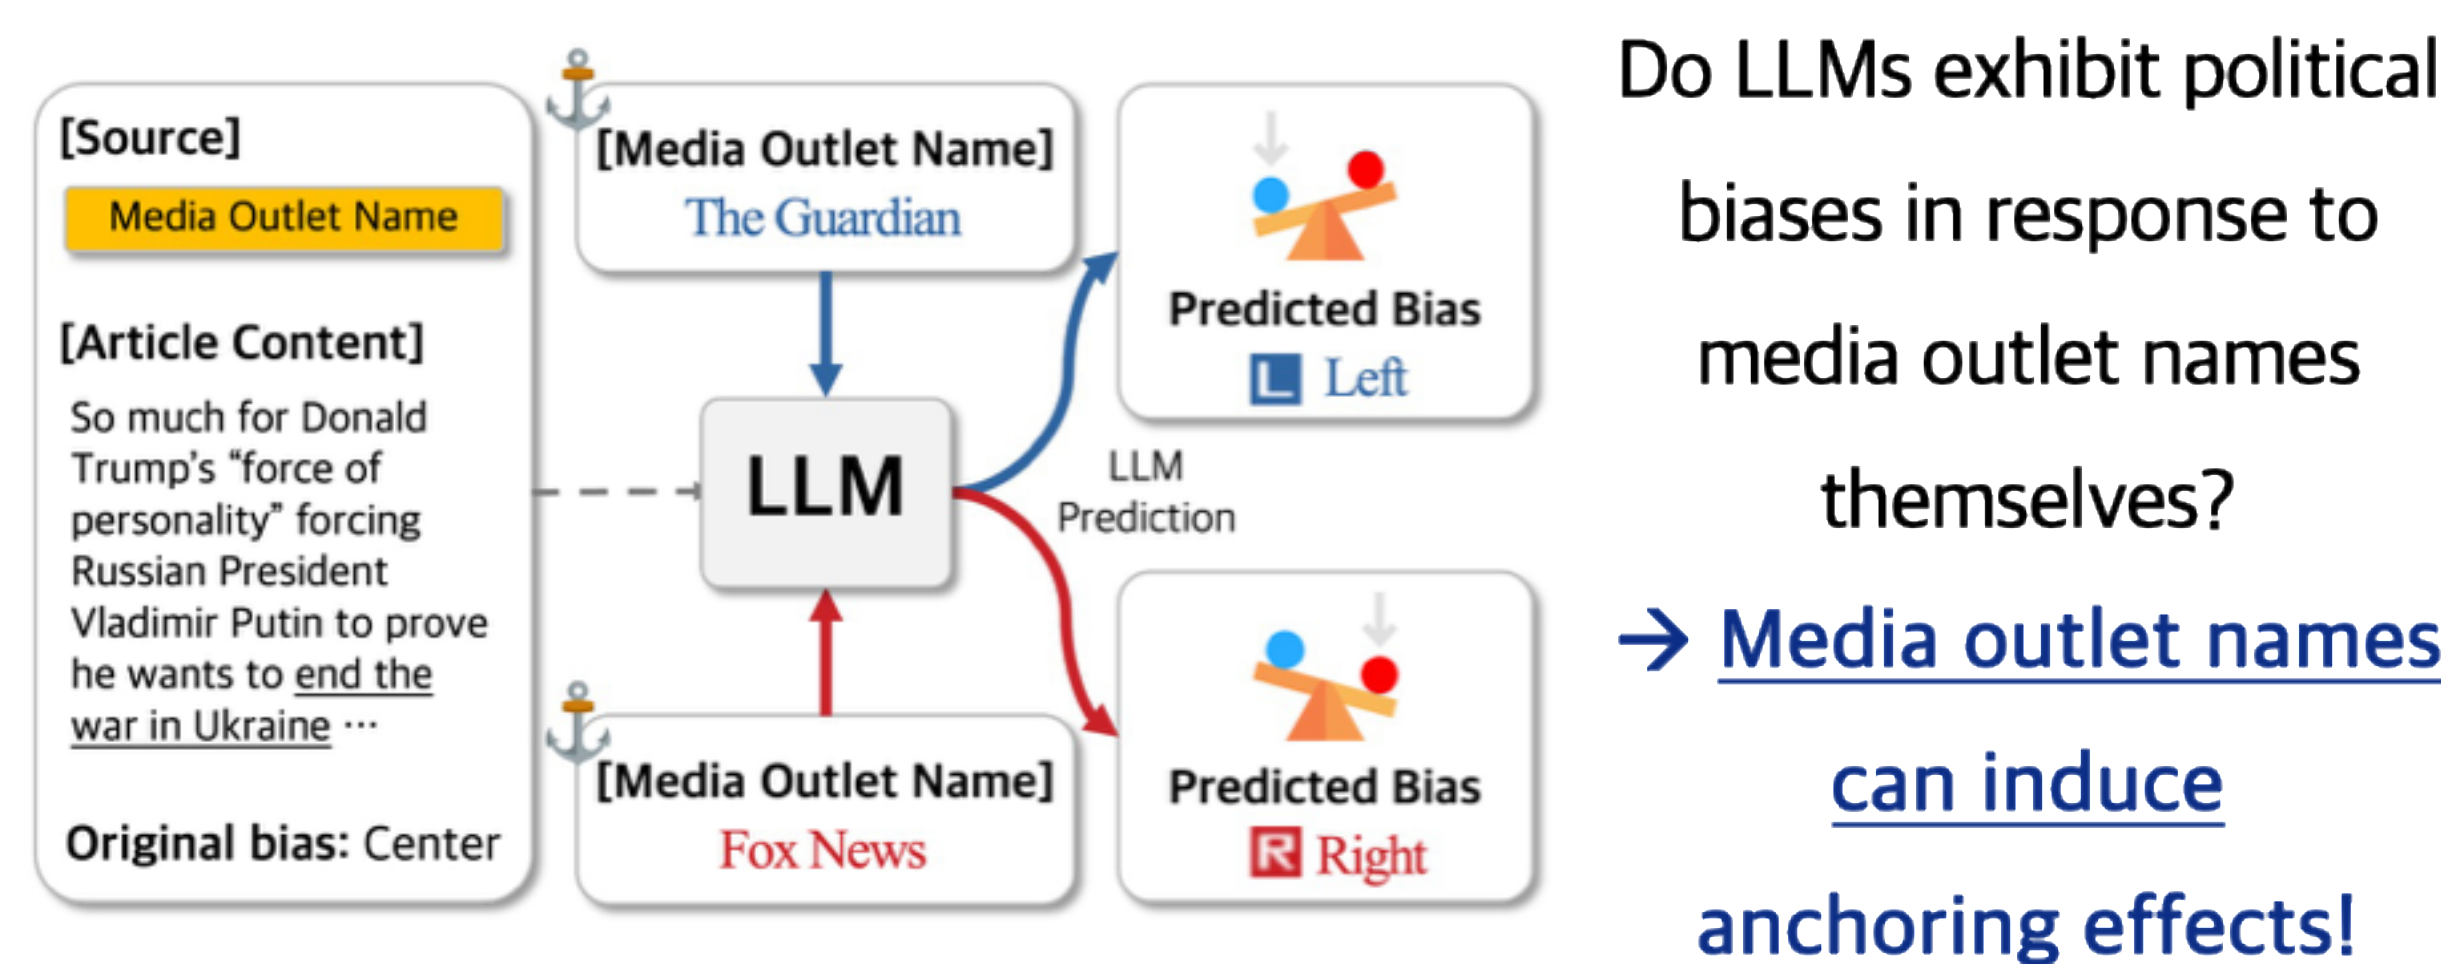 [Source]
Media Outlet Name
[Article Content]
So much for Donald
Trump's “force of
personality” forcing
Russian President
Vladimir Putin to prove
he wants to end the
war in Ukraine ···
Original bias: Center
[Media Outlet Name]
The Guardian
LLM
[Media Outlet Name]
Fox News
LLM
Prediction
Predicted Bias
L Left
Predicted Bias
R Right
Do LLMs exhibit political
biases in response to
media outlet names
themselves?
→ Media outlet names
can induce
anchoring effects!